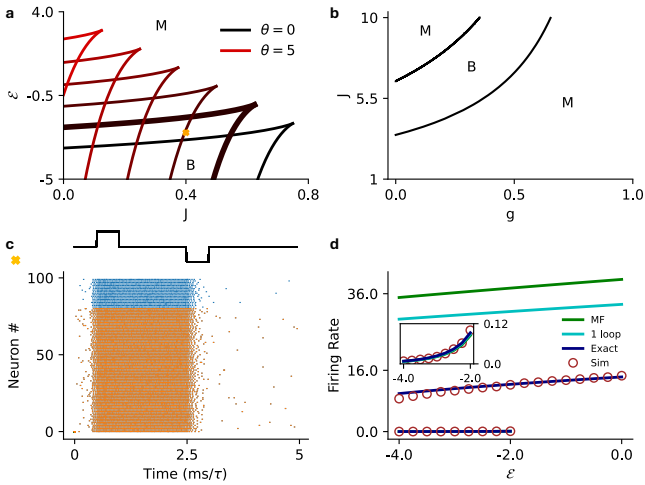 a
4.0
-0.5
-5
ℰ
M
B
θ = 0
θ = 5
0.0
0.4
0.8
J
b
10
5.5
1
J
M
B
M
0.0
0.5
1.0
g
c
100
50
0
Neuron #
0
2.5
5
Time (ms/τ)
d
36.0
16.0
0.0
Firing Rate
0.12
0.0
-4.0
-2.0
MF
1 loop
Exact
Sim
-4.0
-2.0
0.0
ℰ